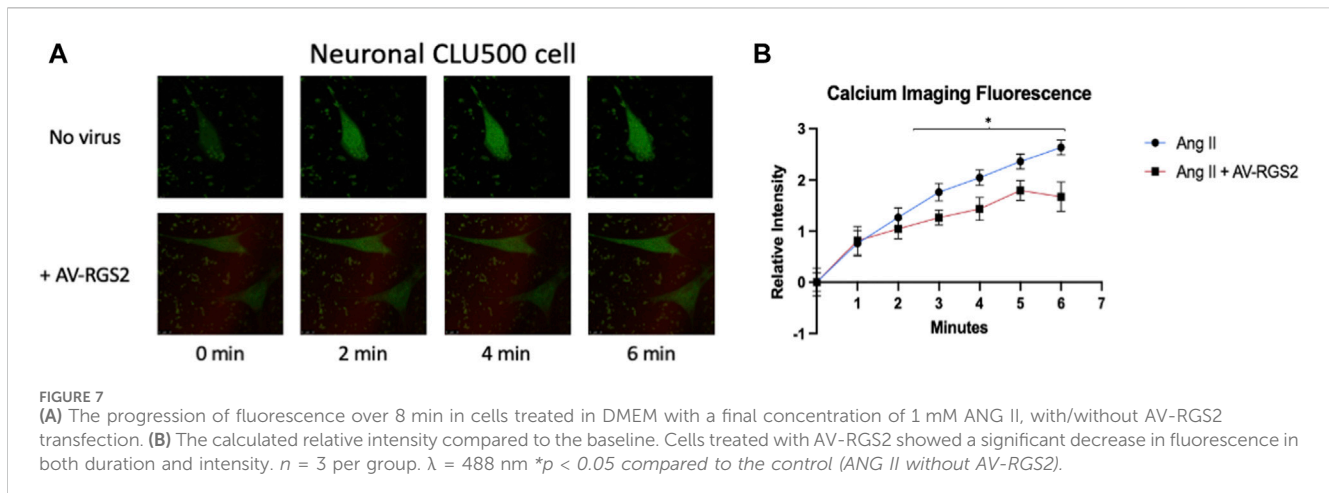 A
Neuronal CLU500 cell
No virus
+ AV-RGS2
0 min
2 min
4 min
6 min
B
Calcium Imaging Fluorescence
*
3
2
1
0
-1
Relative Intensity
1 2 3 4 5 6 7
Minutes
Ang II
Ang II + AV-RGS2
FIGURE 7
(A) The progression of fluorescence over 8 min in cells treated in DMEM with a final concentration of 1 mM ANG II, with/without AV-RGS2
transfection. (B) The calculated relative intensity compared to the baseline. Cells treated with AV-RGS2 showed a significant decrease in fluorescence in
both duration and intensity. n = 3 per group. λ = 488 nm *p < 0.05 compared to the control (ANG II without AV-RGS2).